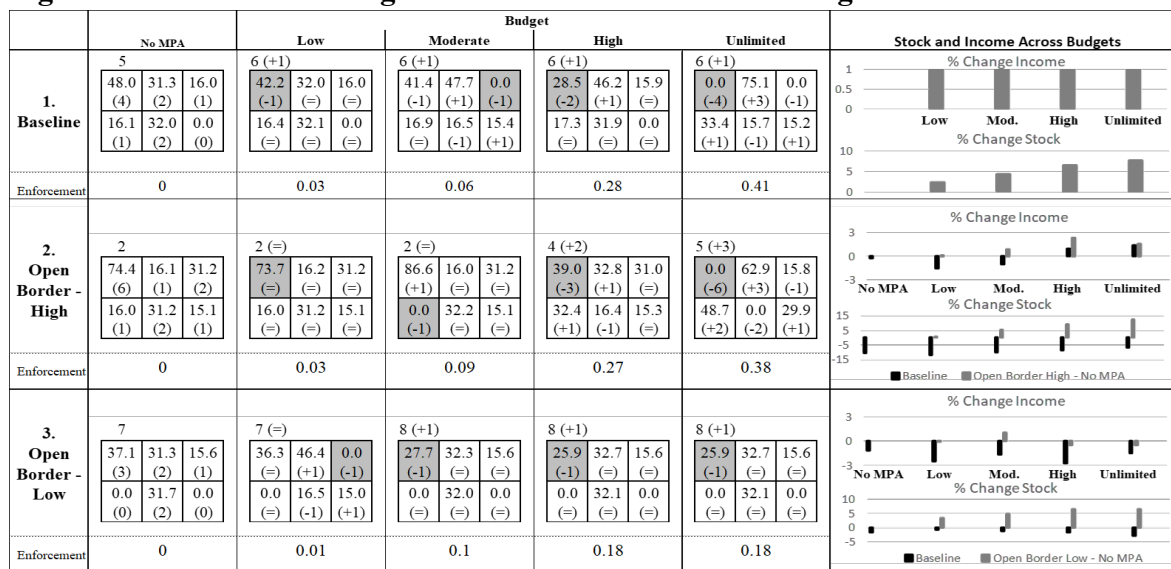 Budget
No MPA Low Moderate High Unlimited Stock and Income Across Budgets
1. Baseline
5 6 (+1) 6 (+1) 6 (+1) 6 (+1)
48.0 31.3 16.0 42.2 32.0 16.0 41.4 47.7 0.0 28.5 46.2 15.9 0.0 75.1 0.0
(4) (2) (1) (-1) (=) (=) (-1) (+1) (-1) (-2) (+1) (=) (-4) (+3) (-1)
16.1 32.0 0.0 16.4 32.1 0.0 16.9 16.5 15.4 17.3 31.9 0.0 33.4 15.7 15.2
(1) (2) (0) (=) (=) (=) (=) (-1) (+1) (=) (=) (=) (+1) (-1) (+1)
Enforcement 0 0.03 0.06 0.28 0.41
% Change Income
1
0.5
0
Low Mod. High Unlimited
% Change Stock
10
5
0
2. Open Border - High
2 2 (=) 2 (=) 4 (+2) 5 (+3)
74.4 16.1 31.2 73.7 16.2 31.2 86.6 16.0 31.2 39.0 32.8 31.0 0.0 62.9 15.8
(6) (1) (2) (=) (=) (=) (+1) (=) (=) (-3) (+1) (=) (-6) (+3) (-1)
16.0 31.2 15.1 16.0 31.2 15.1 0.0 32.2 15.1 32.4 16.4 15.3 48.7 0.0 29.9
(1) (2) (1) (=) (=) (=) (-1) (=) (=) (+1) (-1) (=) (+2) (-2) (+1)
Enforcement 0 0.03 0.09 0.27 0.38
% Change Income
3
0
-3
No MPA Low Mod. High Unlimited
% Change Stock
15
5
-5
-15
Baseline Open Border High - No MPA
3. Open Border - Low
7 7 (=) 8 (+1) 8 (+1) 8 (+1)
37.1 31.3 15.6 36.3 46.4 0.0 27.7 32.3 15.6 25.9 32.7 15.6 25.9 32.7 15.6
(3) (2) (1) (=) (+1) (-1) (-1) (=) (=) (-1) (=) (=) (-1) (=) (=)
0.0 31.7 0.0 0.0 16.5 15.0 0.0 32.0 0.0 0.0 32.1 0.0 0.0 32.1 0.0
(0) (2) (0) (=) (-1) (+1) (=) (=) (=) (=) (=) (=) (=) (=) (=)
Enforcement 0 0.01 0.1 0.18 0.18
% Change Income
3
0
-3
No MPA Low Mod. High Unlimited
% Change Stock
10
5
0
-5
Baseline Open Border Low - No MPA